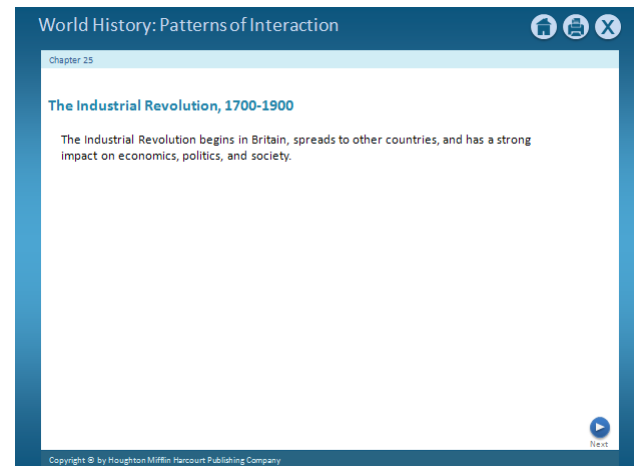 World History: Patterns of Interaction
X
Chapter 25
The Industrial Revolution, 1700-1900
The Industrial Revolution begins in Britain, spreads to other countries, and has a strong
impact on economics, politics, and society.
Next
Copyright © by Houghton Mifflin Harcourt Publishing Company